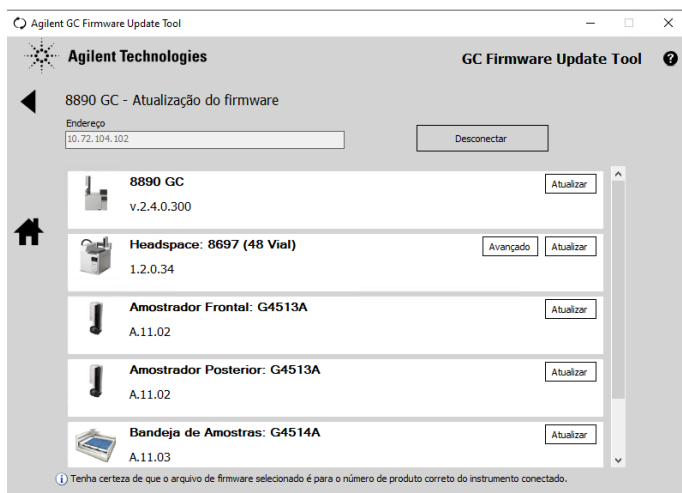 Agilent GC Firmware Update Tool
Agilent Technologies
GC Firmware Update Tool
8890 GC - Atualização do firmware
Endereço
10.72.104.102
Desconectar
8890 GC
Atualizar
v.2.4.0.300
Headspace: 8697 (48 Vial)
Avançado
Atualizar
1.2.0.34
Amostrador Frontal: G4513A
Atualizar
A.11.02
Amostrador Posterior: G4513A
Atualizar
A.11.02
Bandeja de Amostras: G4514A
Atualizar
A.11.03
Tenha certeza de que o arquivo de firmware selecionado é para o número de produto correto do instrumento conectado.